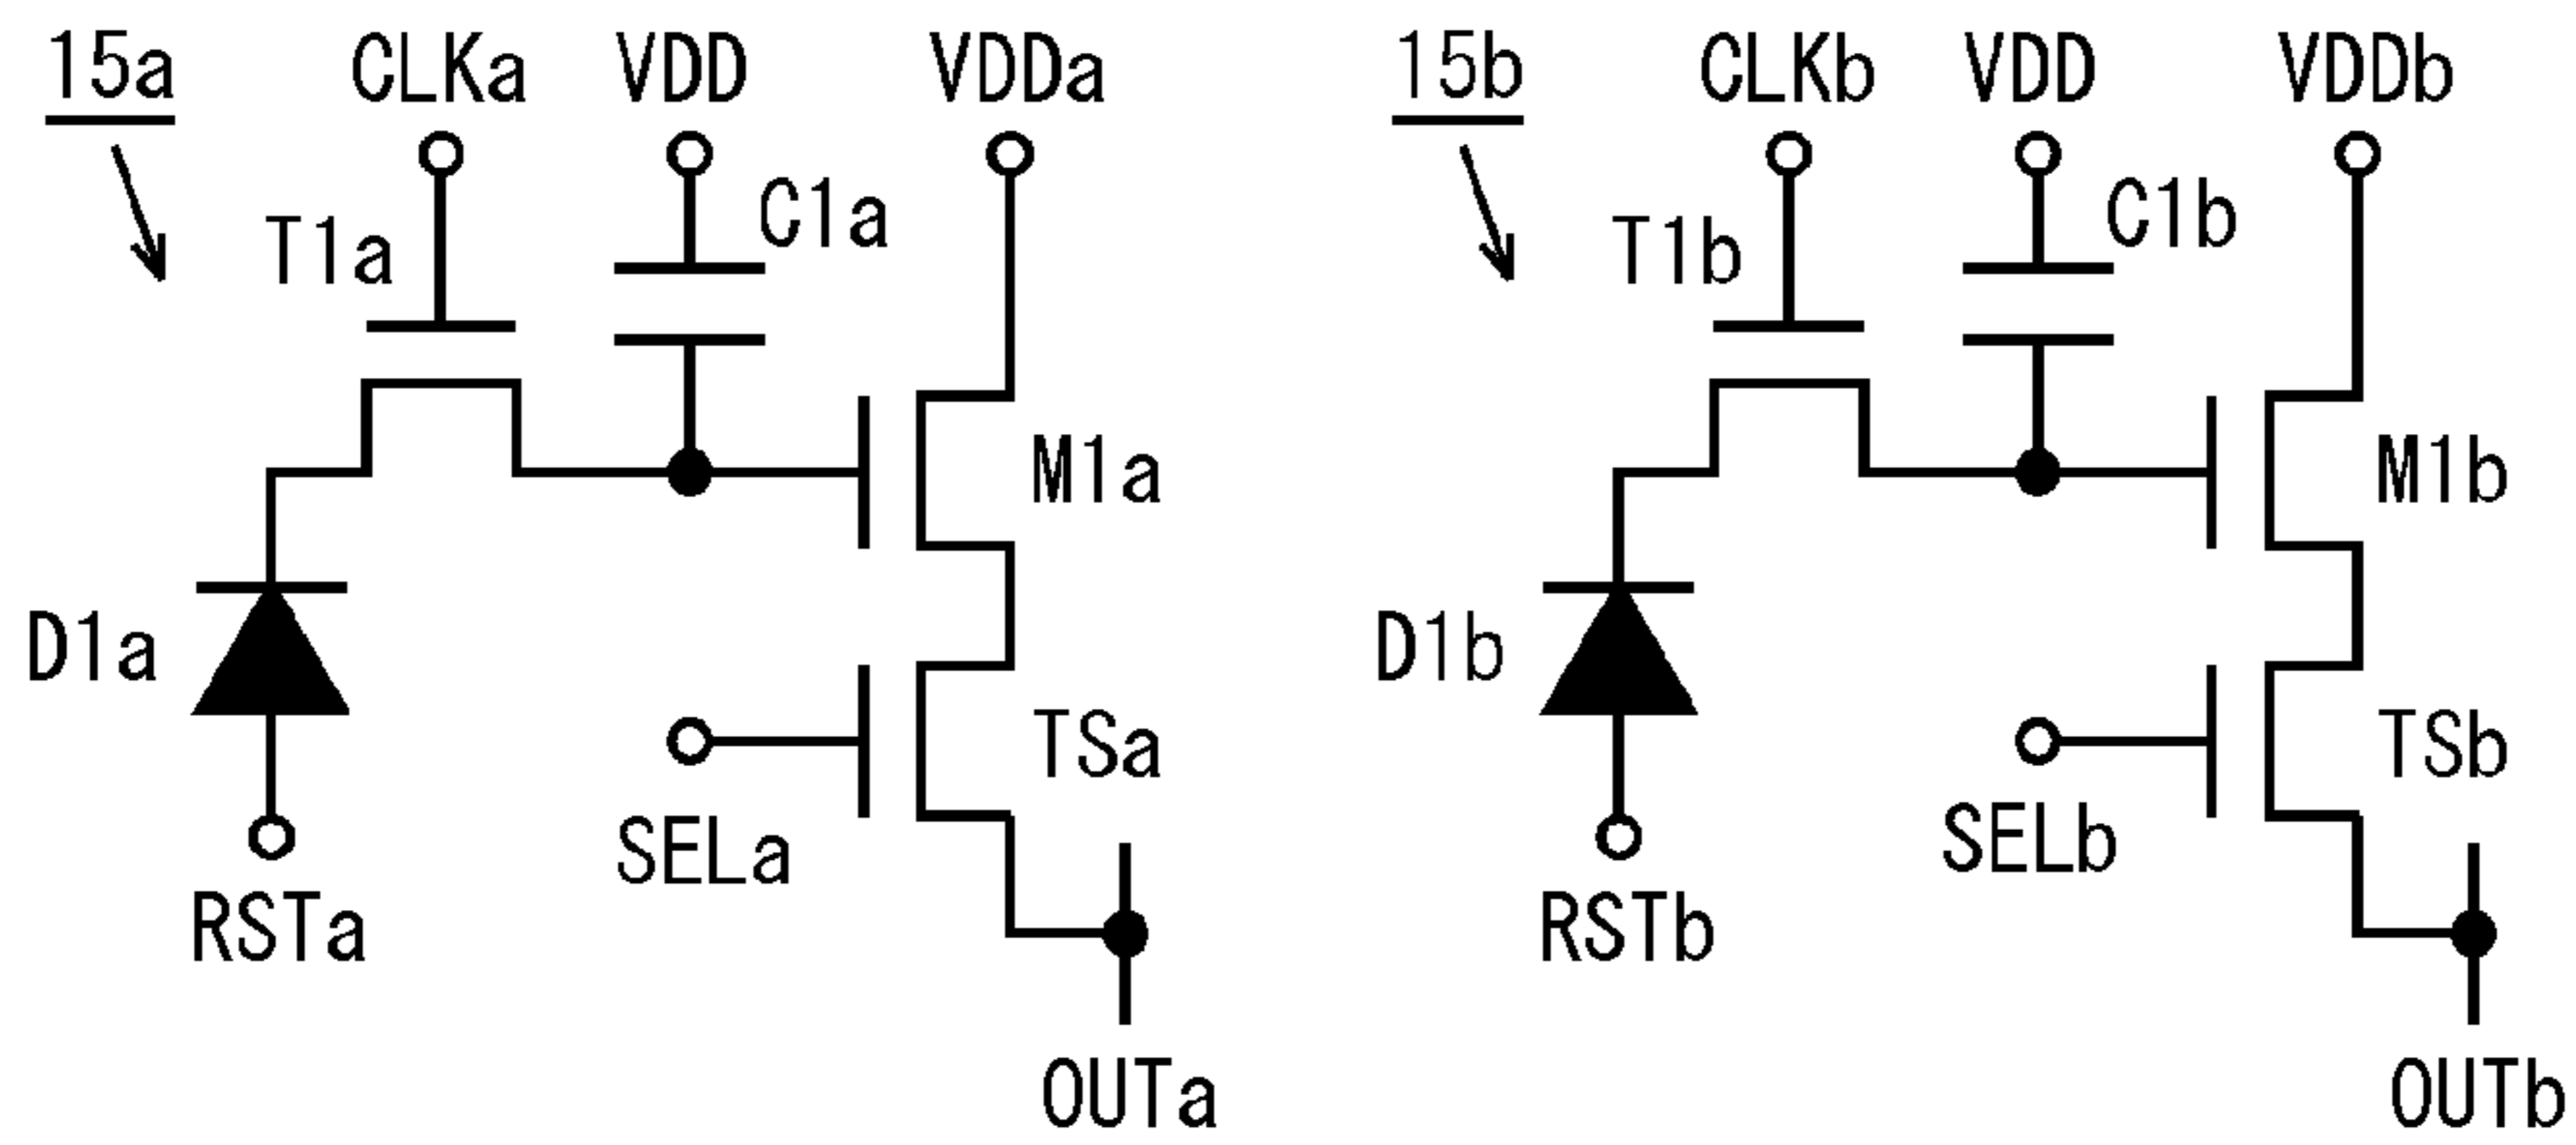 15a CLKa VDD VDDa 15b CLKb VDD VDDb
T1a C1a T1b C1b
M1a M1b
D1a D1b
TSa TSb
SELa SELb
RSTa RSTb
OUTa OUTb